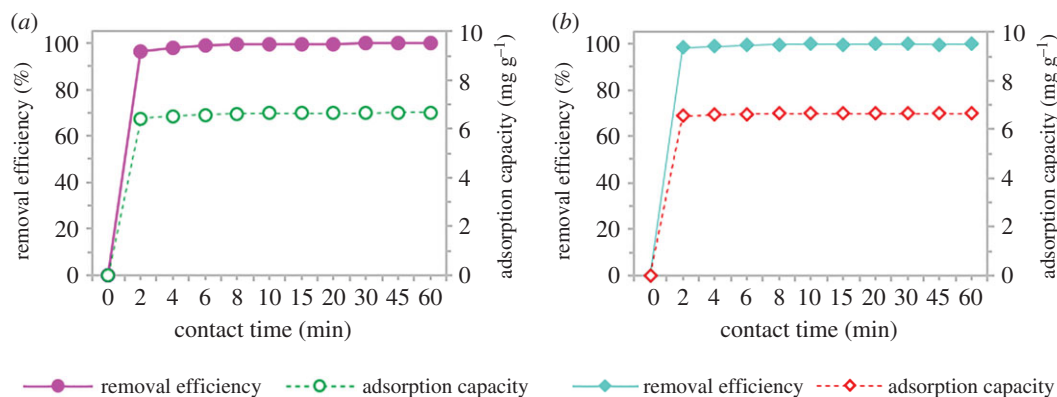 (a)
removal efficiency (%)
100
80
60
40
20
0
10
8
6
4
2
0
adsorption capacity (mg g⁻¹)
0 2 4 6 8 10 15 20 30 45 60
contact time (min)
removal efficiency adsorption capacity
(b)
removal efficiency (%)
100
80
60
40
20
0
10
8
6
4
2
0
adsorption capacity (mg g⁻¹)
0 2 4 6 8 10 15 20 30 45 60
contact time (min)
removal efficiency adsorption capacity